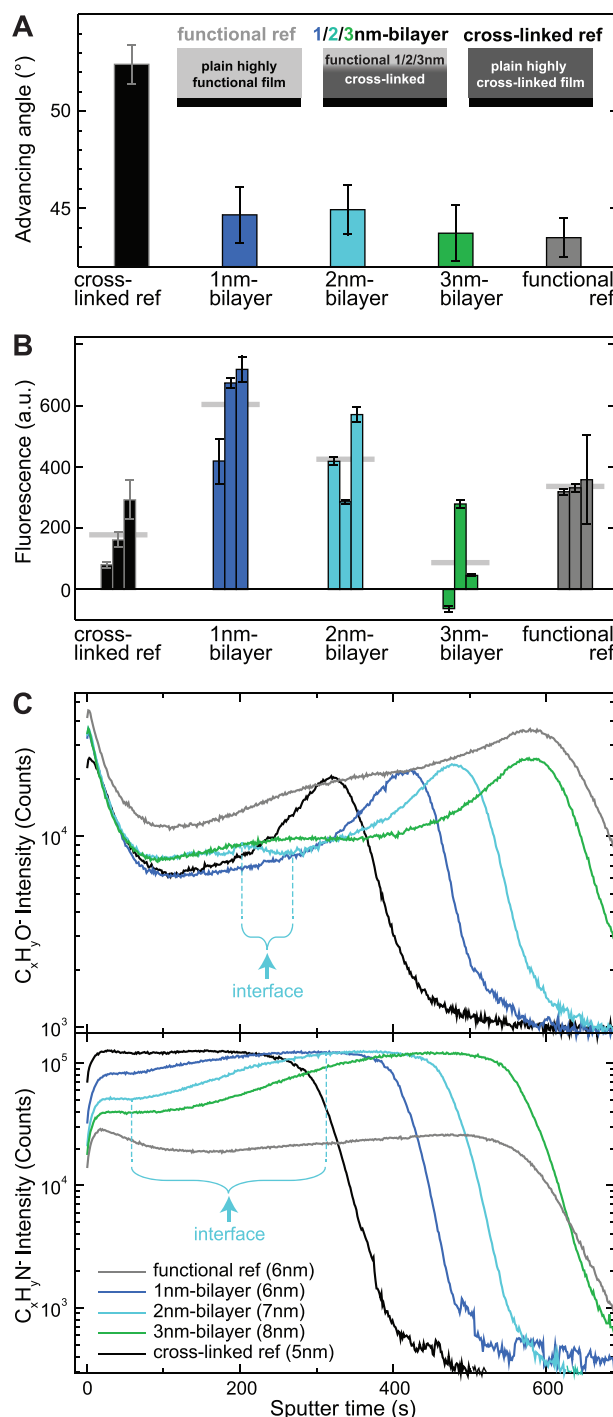 A
functional ref
1/2/3nm-bilayer
cross-linked ref
plain highly
functional film
functional 1/2/3nm
cross-linked
plain highly
cross-linked film
Advancing angle (°)
52
45
cross-
linked ref
1nm-
bilayer
2nm-
bilayer
3nm-
bilayer
functional
ref
B
Fluorescence (a.u.)
600
400
200
0
cross-
linked ref
1nm-
bilayer
2nm-
bilayer
3nm-
bilayer
functional
ref
C
CxHyO- Intensity (Counts)
10^4
10^3
interface
CxHyN- Intensity (Counts)
10^5
10^4
10^3
interface
functional ref (6nm)
1nm-bilayer (6nm)
2nm-bilayer (7nm)
3nm-bilayer (8nm)
cross-linked ref (5nm)
0
200
400
600
Sputter time (s)